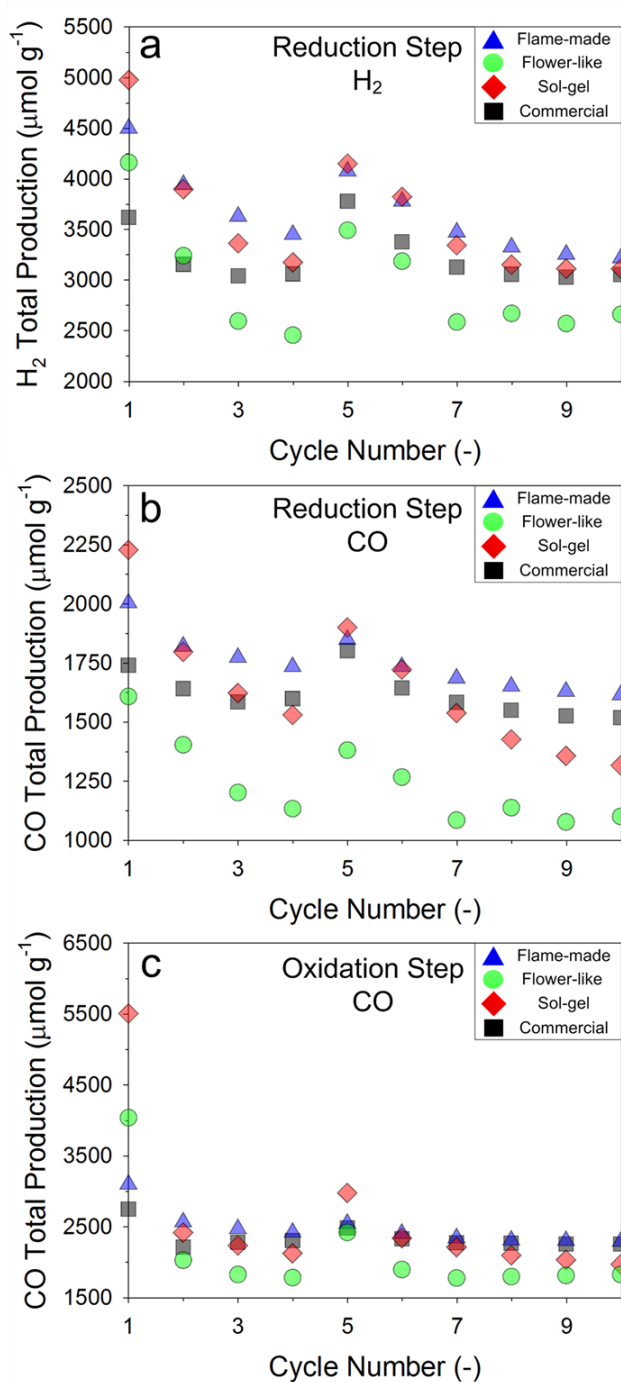 a
Reduction Step
H₂
Flame-made
Flower-like
Sol-gel
Commercial
5500
5000
4500
4000
3500
3000
2500
2000
H₂ Total Production (μmol g⁻¹)
1 3 5 7 9
Cycle Number (-)
b
Reduction Step
CO
Flame-made
Flower-like
Sol-gel
Commercial
2500
2250
2000
1750
1500
1250
1000
CO Total Production (μmol g⁻¹)
1 3 5 7 9
Cycle Number (-)
c
Oxidation Step
CO
Flame-made
Flower-like
Sol-gel
Commercial
6500
5500
4500
3500
2500
1500
CO Total Production (μmol g⁻¹)
1 3 5 7 9
Cycle Number (-)